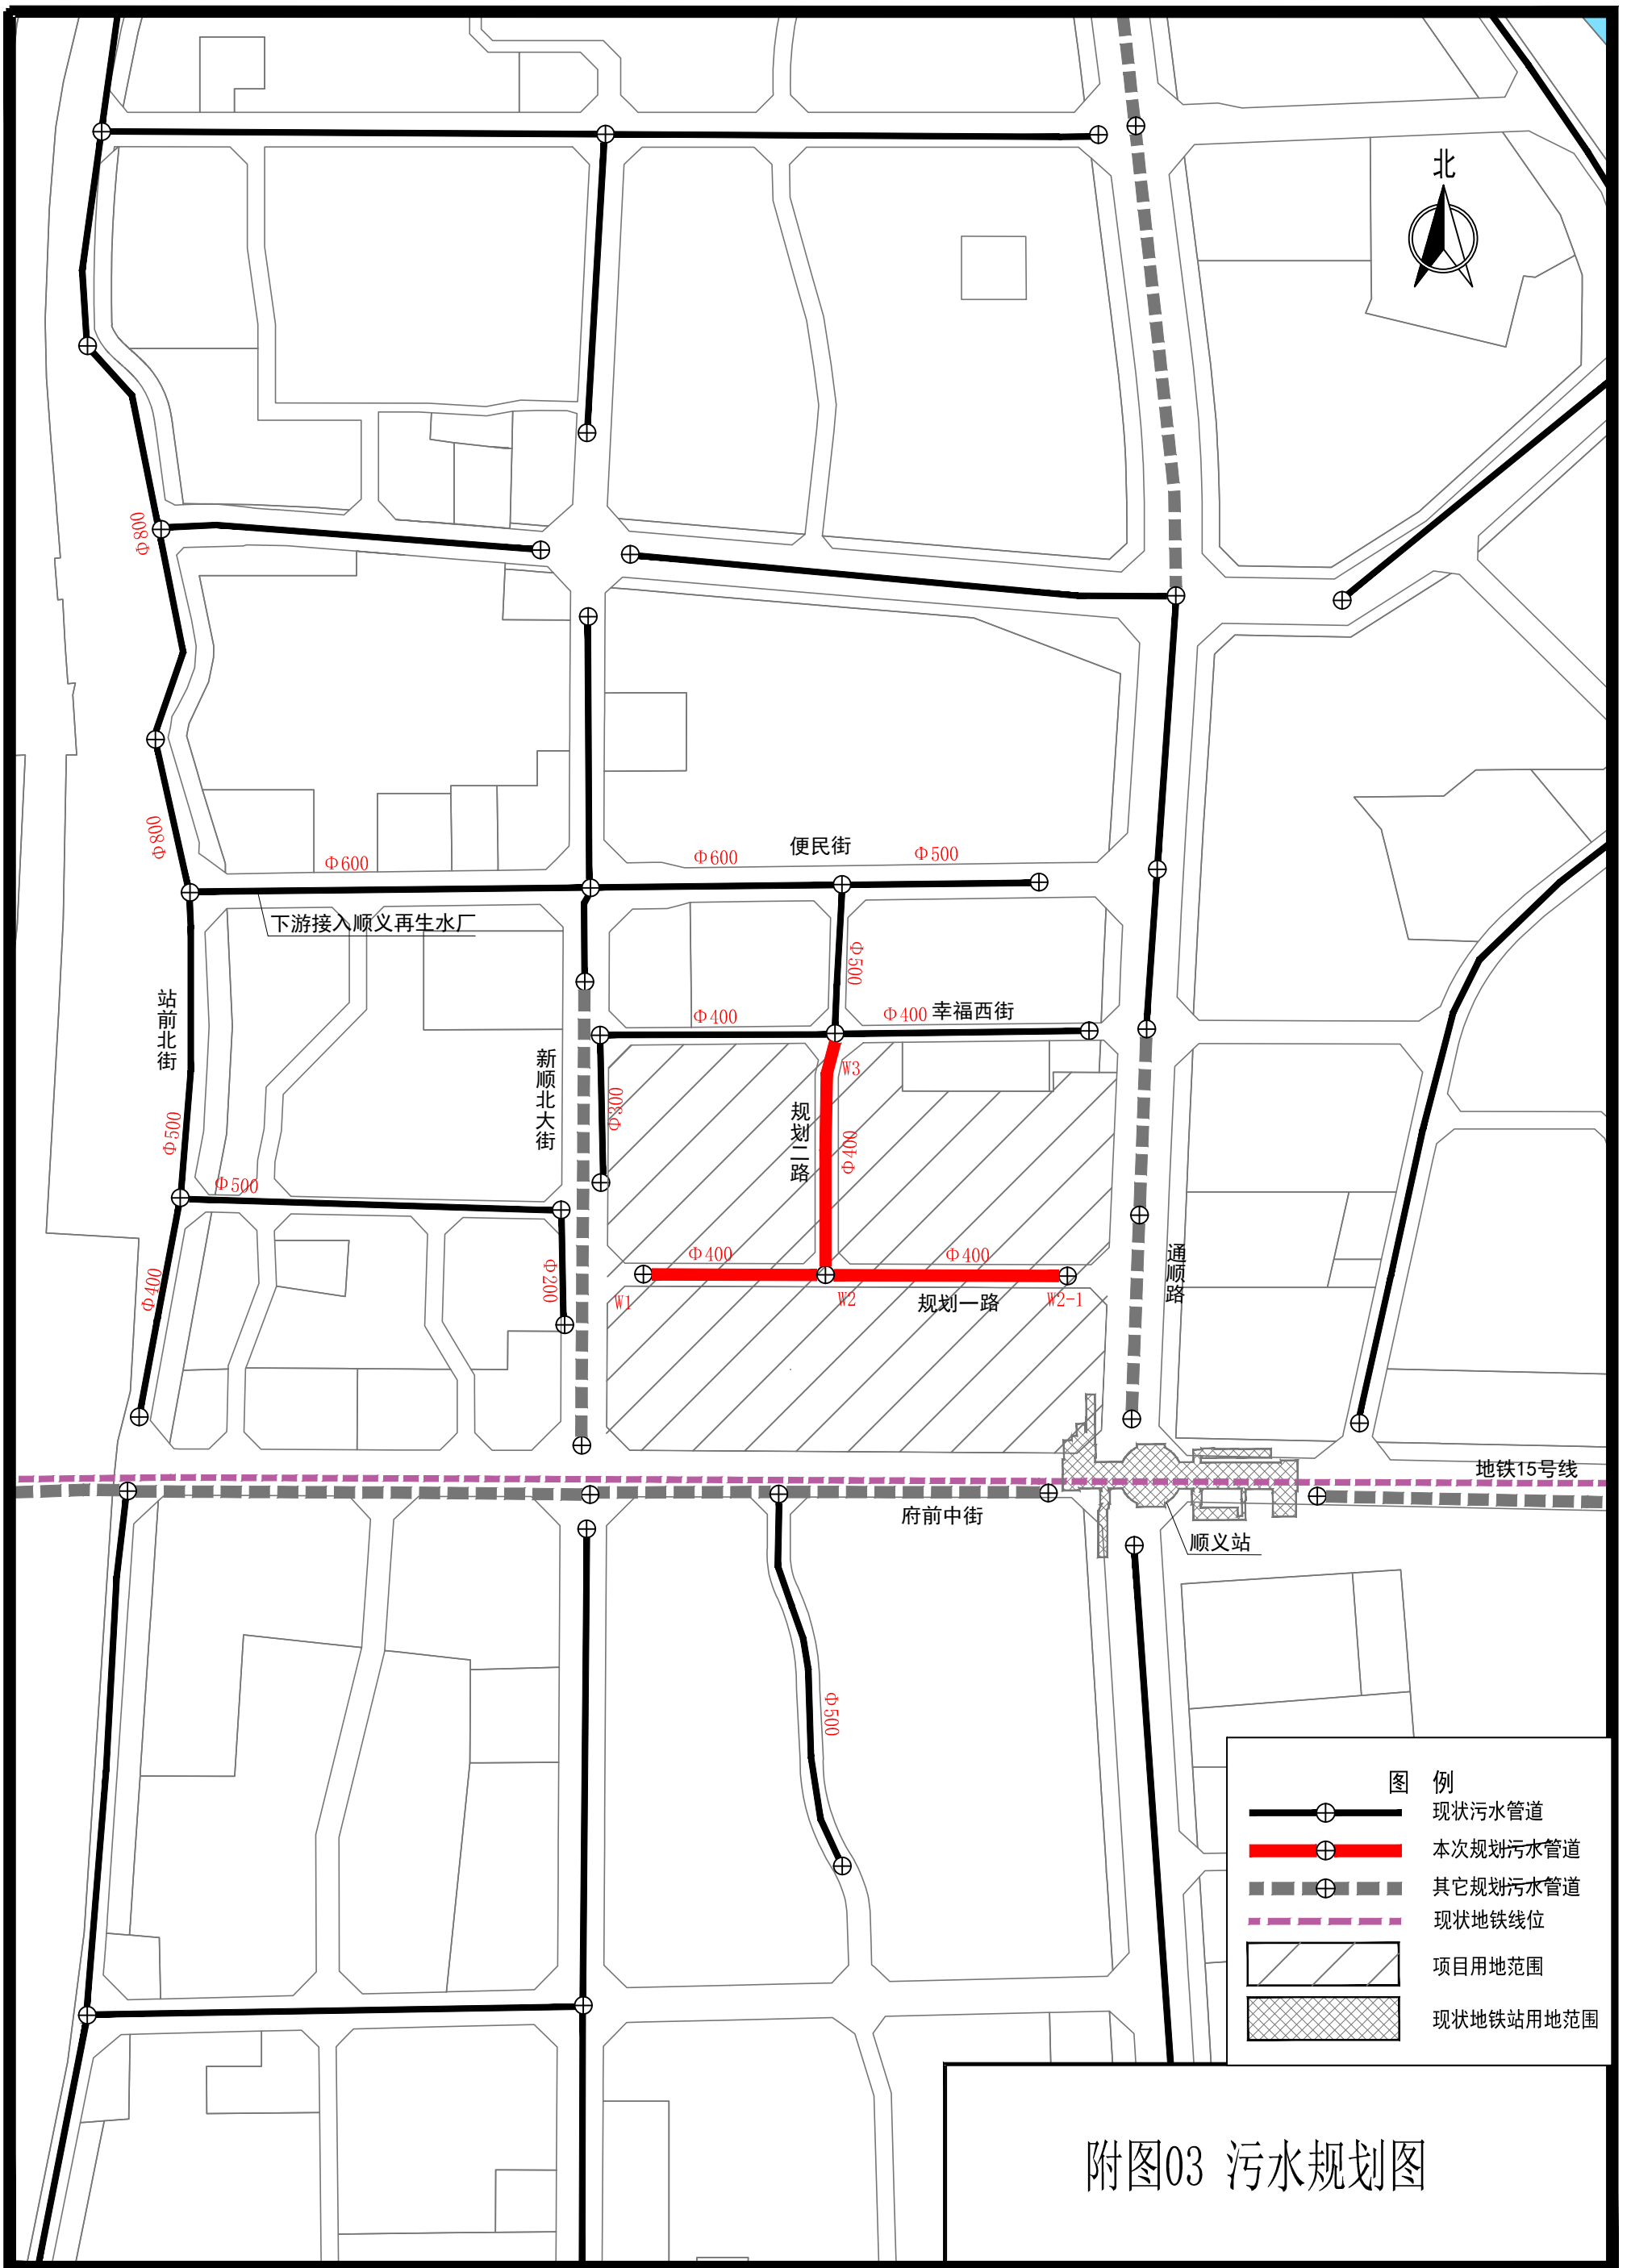 北
Φ800
Φ800
便民街
Φ600
Φ600
Φ500
下游接入顺义再生水厂
Φ500
站前北街
Φ400
Φ400
幸福西街
新顺北大街
W3
Φ300
规划二路
Φ400
Φ500
Φ500
Φ400
Φ200
Φ400
Φ400
通顺路
W1
W2
规划一路
W2-1
地铁15号线
府前中街
顺义站
Φ500
图 例
现状污水管道
本次规划污水管道
其它规划污水管道
现状地铁线位
项目用地范围
现状地铁站用地范围
附图03 污水规划图